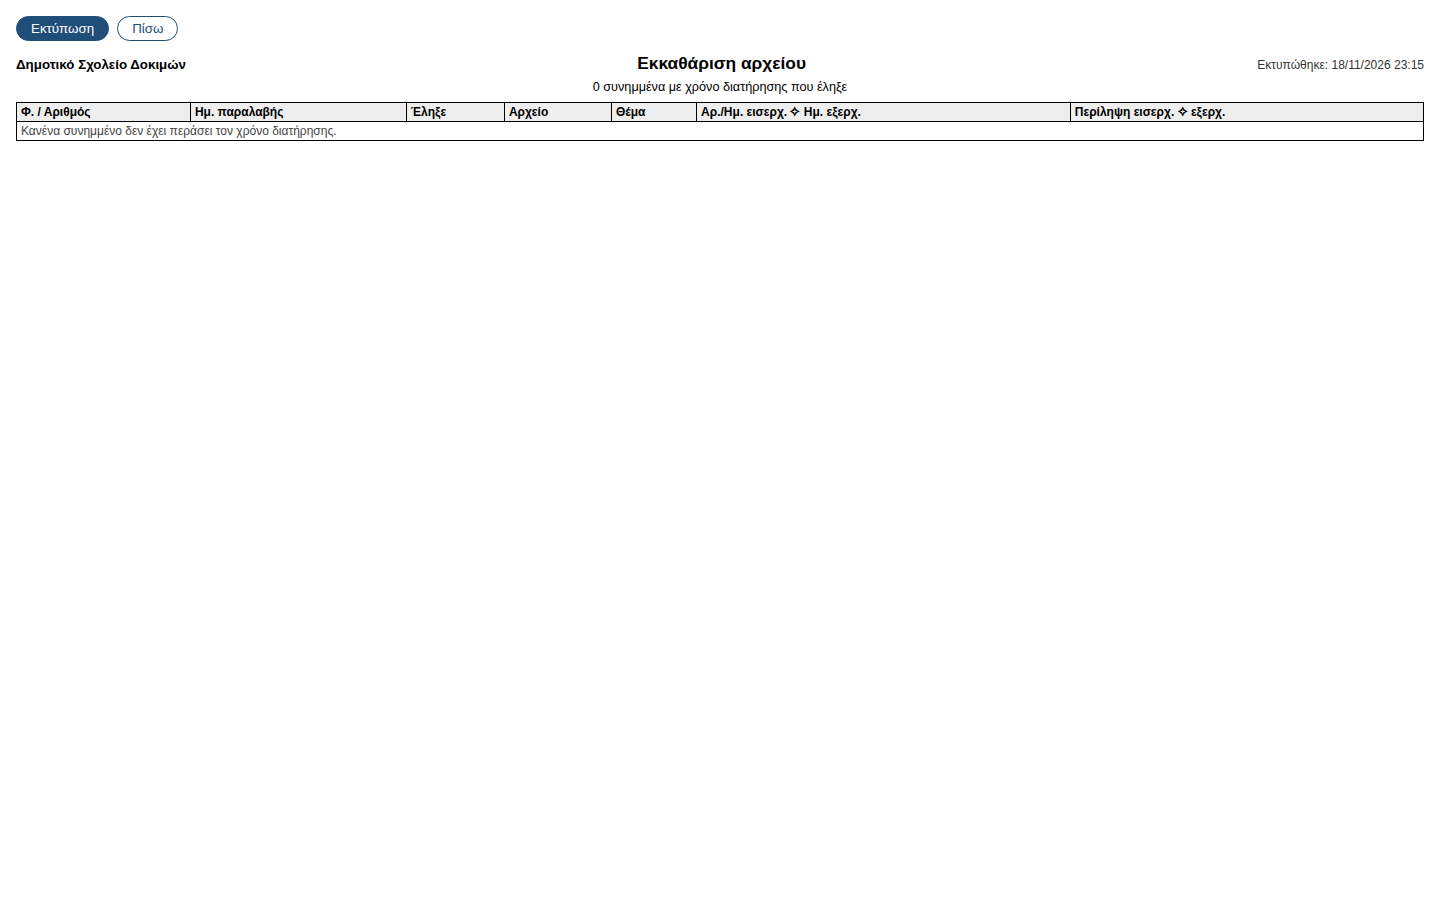 Εκτύπωση Πίσω
Δημοτικό Σχολείο Δοκιμών Εκκαθάριση αρχείου Εκτυπώθηκε: 18/11/2026 23:15
0 συνημμένα με χρόνο διατήρησης που έληξε
Φ. / Αριθμός Ημ. παραλαβής Έληξε Αρχείο Θέμα Αρ./Ημ. εισερχ. ✧ Ημ. εξερχ. Περίληψη εισερχ. ✧ εξερχ.
Κανένα συνημμένο δεν έχει περάσει τον χρόνο διατήρησης.